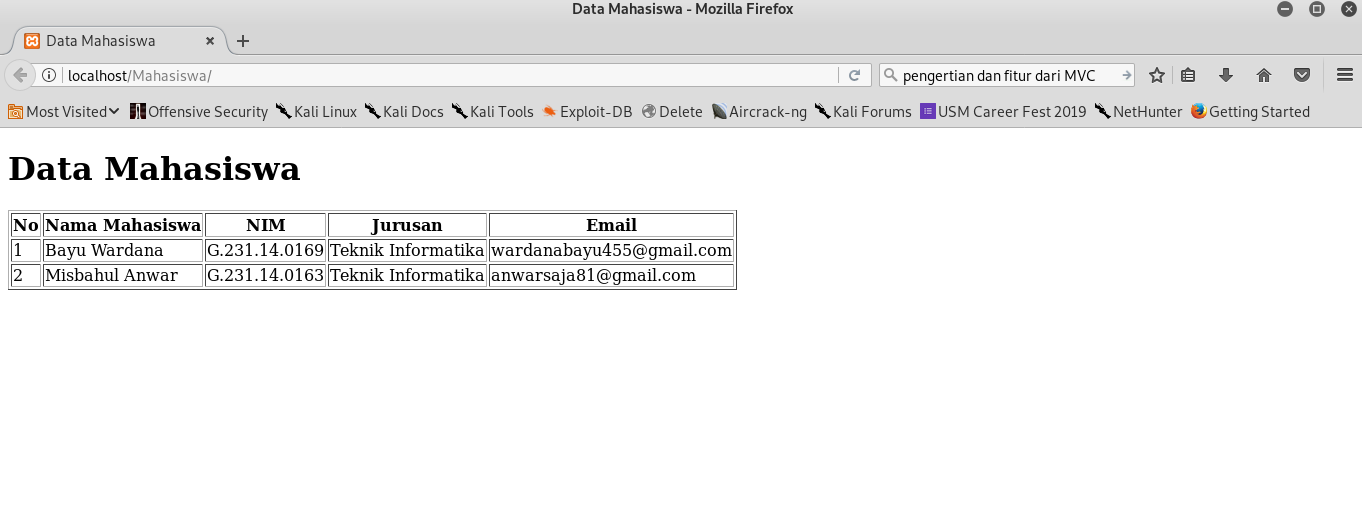 Data Mahasiswa - Mozilla Firefox
Data Mahasiswa
localhost/Mahasiswa/ pengertian dan fitur dari MVC
Most Visited Offensive Security Kali Linux Kali Docs Kali Tools Exploit-DB Delete Aircrack-ng Kali Forums USM Career Fest 2019 NetHunter Getting Started
Data Mahasiswa
No Nama Mahasiswa NIM Jurusan Email
1 Bayu Wardana G.231.14.0169 Teknik Informatika wardanabayu455@gmail.com
2 Misbahul Anwar G.231.14.0163 Teknik Informatika anwarsaja81@gmail.com